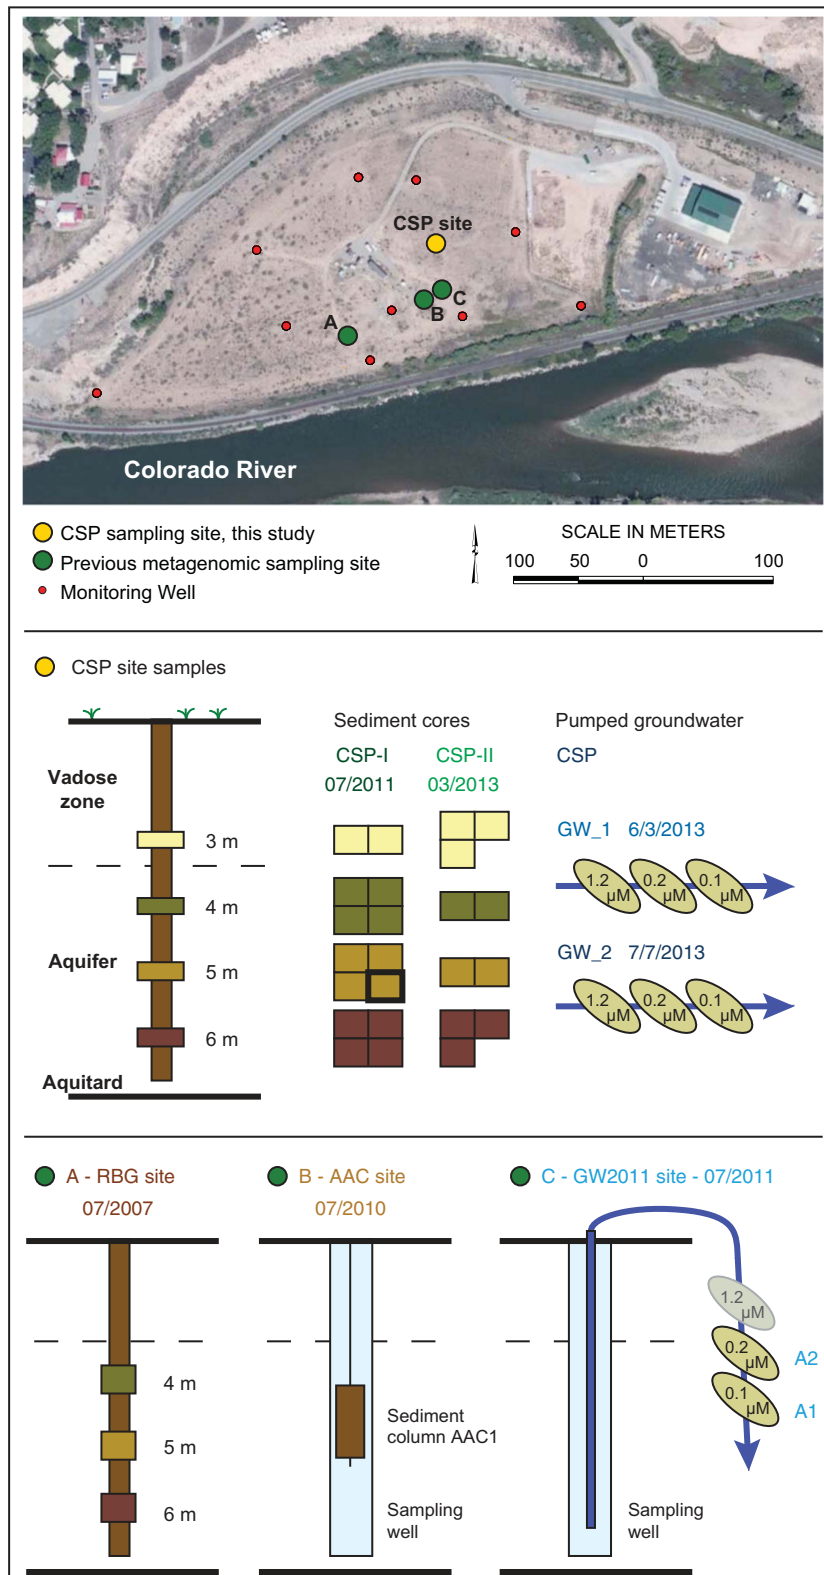 CSP site
C
B
A
Colorado River
CSP sampling site, this study
Previous metagenomic sampling site
Monitoring Well
SCALE IN METERS
100 50 0 100
CSP site samples
Vadose
zone
3 m
4 m
Aquifer
5 m
6 m
Aquitard
Sediment cores
CSP-I CSP-II
07/2011 03/2013
Pumped groundwater
CSP
GW_1 6/3/2013
1.2 µM 0.2 µM 0.1 µM
GW_2 7/7/2013
1.2 µM 0.2 µM 0.1 µM
A - RBG site
07/2007
4 m
5 m
6 m
B - AAC site
07/2010
Sediment
column AAC1
Sampling
well
C - GW2011 site - 07/2011
1.2 µM
0.2 µM A2
0.1 µM A1
Sampling
well